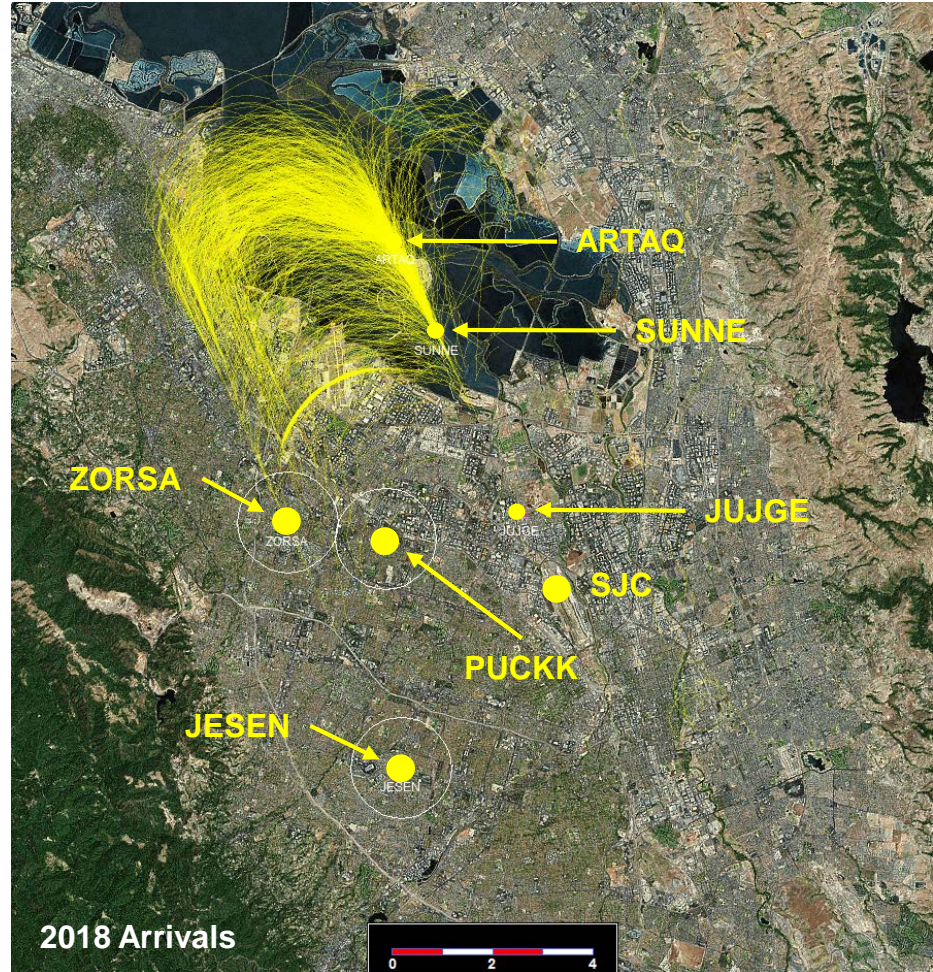 ARTAQ
ARTAQ
SUNNE
SUNNE
ZORSA
ZORSA
JUJGE
JUJGE
SJC
PUCKK
JESEN
JESEN
2018 Arrivals
0 2 4